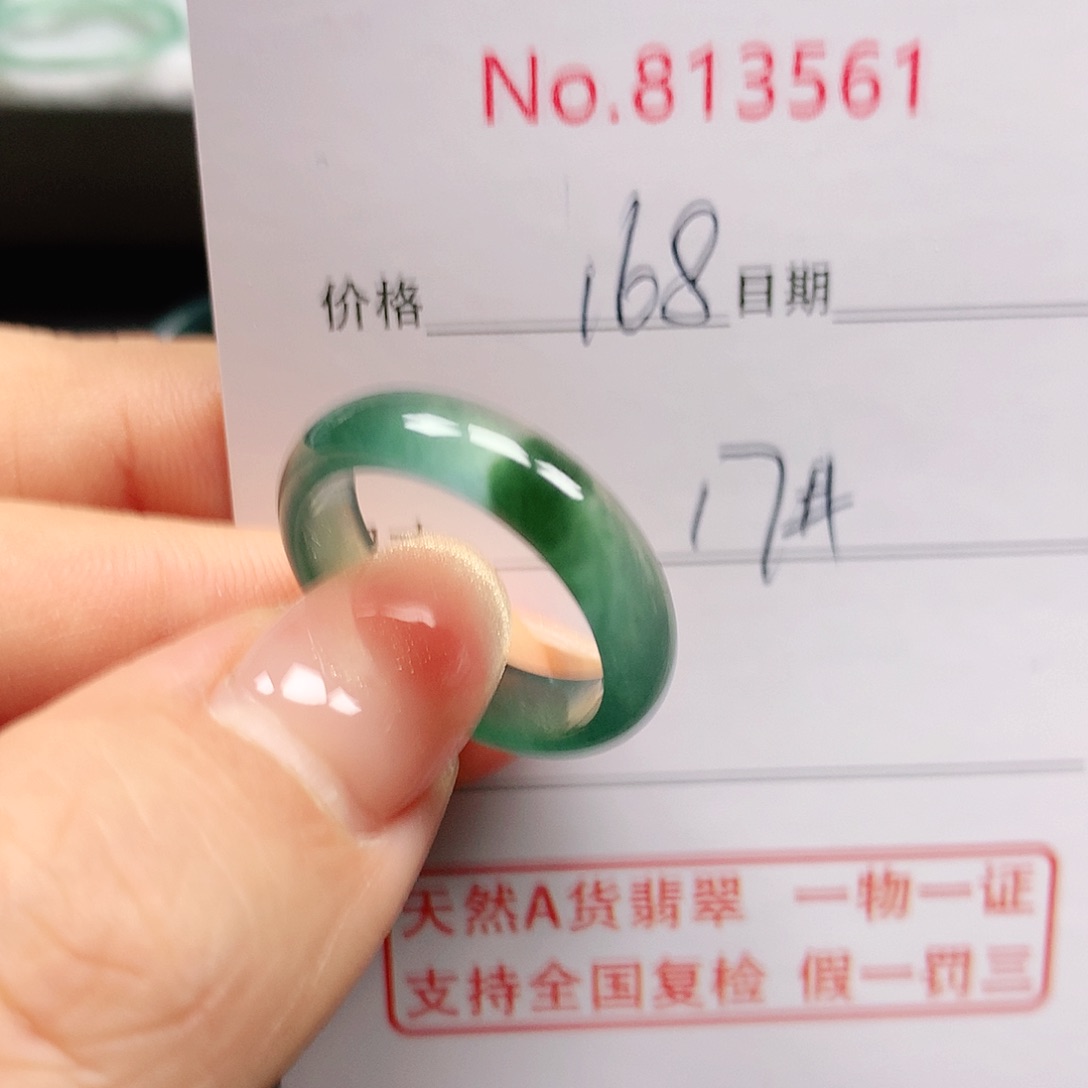 No.813561
价格 168 日期
17#
天然A货翡翠 一物一证
支持全国复检 假一罚三